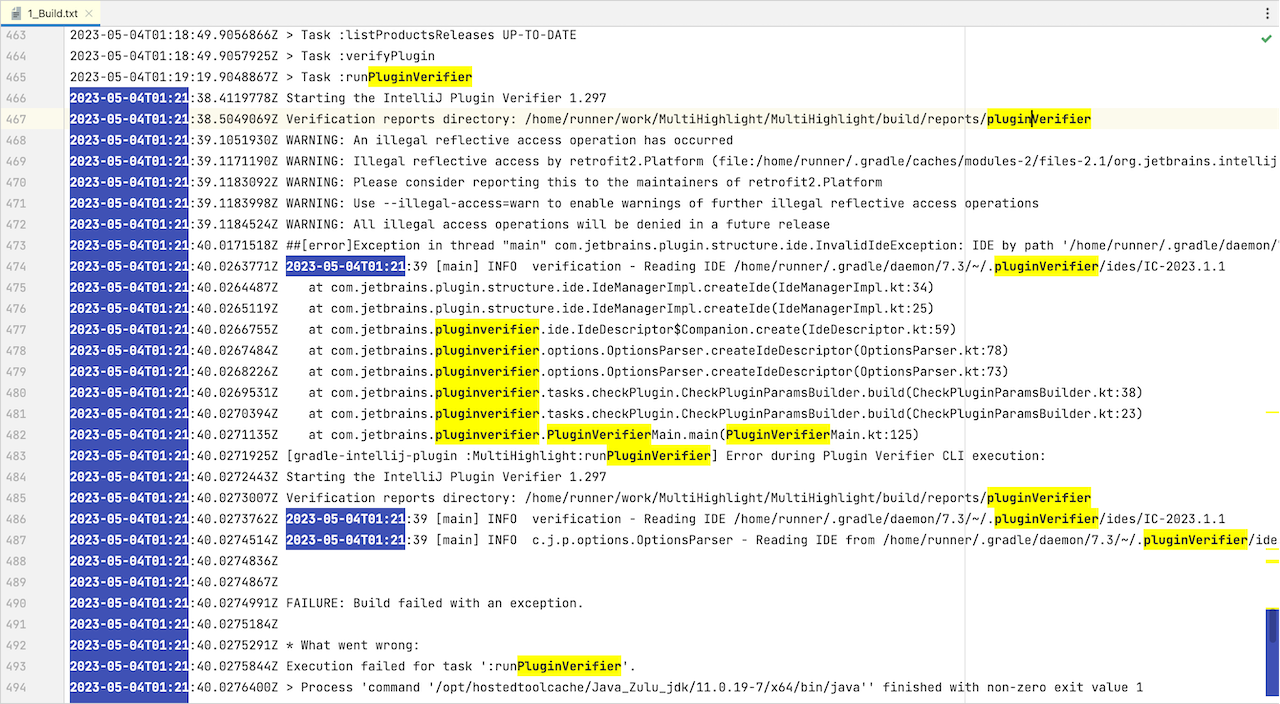 1_Build.txt
463 2023-05-04T01:18:49.9056866Z > Task :listProductsReleases UP-TO-DATE
464 2023-05-04T01:18:49.9057925Z > Task :verifyPlugin
465 2023-05-04T01:19:19.9048867Z > Task :runPluginVerifier
466 2023-05-04T01:21:38.4119778Z Starting the IntelliJ Plugin Verifier 1.297
467 2023-05-04T01:21:38.5049069Z Verification reports directory: /home/runner/work/MultiHighlight/MultiHighlight/build/reports/pluginVerifier
468 2023-05-04T01:21:39.1051930Z WARNING: An illegal reflective access operation has occurred
469 2023-05-04T01:21:39.1171190Z WARNING: Illegal reflective access by retrofit2.Platform (file:/home/runner/.gradle/caches/modules-2/files-2.1/org.jetbrains.intellij
470 2023-05-04T01:21:39.1183092Z WARNING: Please consider reporting this to the maintainers of retrofit2.Platform
471 2023-05-04T01:21:39.1183998Z WARNING: Use --illegal-access=warn to enable warnings of further illegal reflective access operations
472 2023-05-04T01:21:39.1184524Z WARNING: All illegal access operations will be denied in a future release
473 2023-05-04T01:21:40.0171518Z ##[error]Exception in thread "main" com.jetbrains.plugin.structure.ide.InvalidIdeException: IDE by path '/home/runner/.gradle/daemon/
474 2023-05-04T01:21:40.0263771Z 2023-05-04T01:21:39 [main] INFO  verification - Reading IDE /home/runner/.gradle/daemon/7.3/~/.pluginVerifier/ides/IC-2023.1.1
475 2023-05-04T01:21:40.0264487Z    at com.jetbrains.plugin.structure.ide.IdeManagerImpl.createIde(IdeManagerImpl.kt:34)
476 2023-05-04T01:21:40.0265119Z    at com.jetbrains.plugin.structure.ide.IdeManagerImpl.createIde(IdeManagerImpl.kt:25)
477 2023-05-04T01:21:40.0266755Z    at com.jetbrains.pluginverifier.ide.IdeDescriptor$Companion.create(IdeDescriptor.kt:59)
478 2023-05-04T01:21:40.0267484Z    at com.jetbrains.pluginverifier.options.OptionsParser.createIdeDescriptor(OptionsParser.kt:78)
479 2023-05-04T01:21:40.0268226Z    at com.jetbrains.pluginverifier.options.OptionsParser.createIdeDescriptor(OptionsParser.kt:73)
480 2023-05-04T01:21:40.0269531Z    at com.jetbrains.pluginverifier.tasks.checkPlugin.CheckPluginParamsBuilder.build(CheckPluginParamsBuilder.kt:38)
481 2023-05-04T01:21:40.0270394Z    at com.jetbrains.pluginverifier.tasks.checkPlugin.CheckPluginParamsBuilder.build(CheckPluginParamsBuilder.kt:23)
482 2023-05-04T01:21:40.0271135Z    at com.jetbrains.pluginverifier.PluginVerifierMain.main(PluginVerifierMain.kt:125)
483 2023-05-04T01:21:40.0271925Z [gradle-intellij-plugin :MultiHighlight:runPluginVerifier] Error during Plugin Verifier CLI execution:
484 2023-05-04T01:21:40.0272443Z Starting the IntelliJ Plugin Verifier 1.297
485 2023-05-04T01:21:40.0273007Z Verification reports directory: /home/runner/work/MultiHighlight/MultiHighlight/build/reports/pluginVerifier
486 2023-05-04T01:21:40.0273762Z 2023-05-04T01:21:39 [main] INFO  verification - Reading IDE /home/runner/.gradle/daemon/7.3/~/.pluginVerifier/ides/IC-2023.1.1
487 2023-05-04T01:21:40.0274514Z 2023-05-04T01:21:39 [main] INFO  c.j.p.options.OptionsParser - Reading IDE from /home/runner/.gradle/daemon/7.3/~/.pluginVerifier/ide
488 2023-05-04T01:21:40.0274836Z
489 2023-05-04T01:21:40.0274867Z
490 2023-05-04T01:21:40.0274991Z FAILURE: Build failed with an exception.
491 2023-05-04T01:21:40.0275184Z
492 2023-05-04T01:21:40.0275291Z * What went wrong:
493 2023-05-04T01:21:40.0275844Z Execution failed for task ':runPluginVerifier'.
494 2023-05-04T01:21:40.0276400Z > Process 'command '/opt/hostedtoolcache/Java_Zulu_jdk/11.0.19-7/x64/bin/java'' finished with non-zero exit value 1